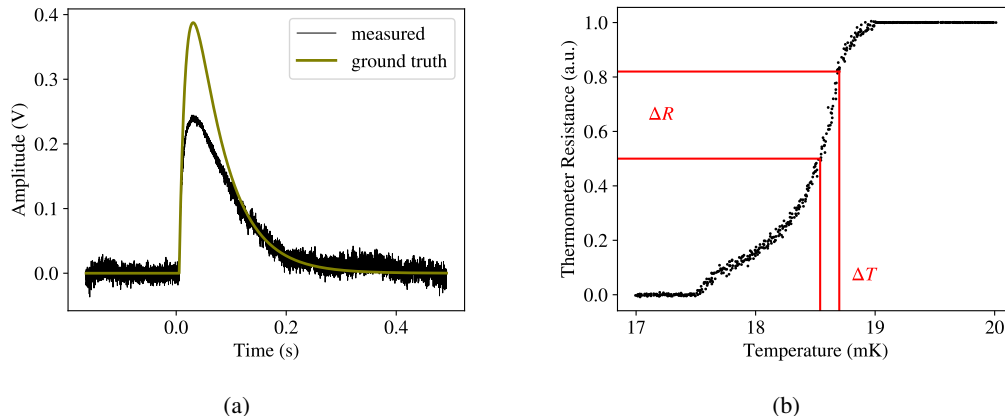 0.4
0.3
0.2
0.1
0.0
Amplitude (V)
measured
ground truth
0.0
0.2
0.4
Time (s)
(a)
1.0
0.8
0.6
0.4
0.2
0.0
Thermometer Resistance (a.u.)
ΔR
ΔT
17
18
19
20
Temperature (mK)
(b)